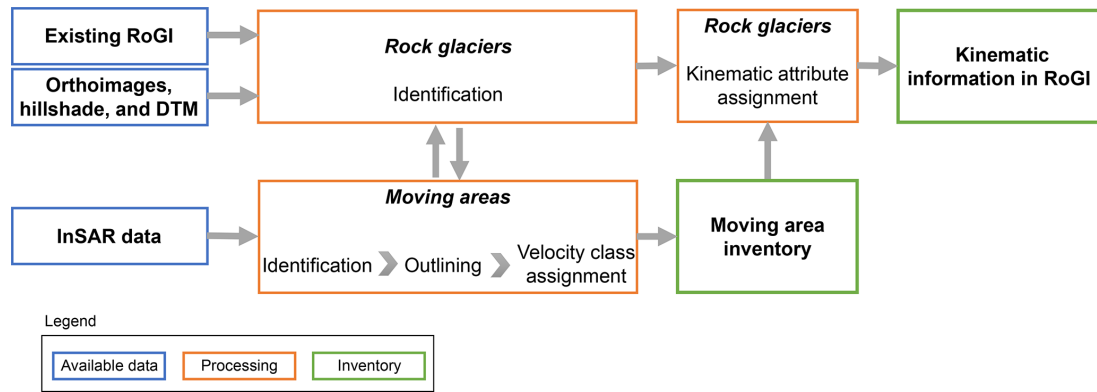 Existing RoGI
Orthoimages,
hillshade, and DTM
Rock glaciers
Identification
Rock glaciers
Kinematic attribute
assignment
Kinematic
information in RoGI
InSAR data
Moving areas
Identification
Outlining
Velocity class
assignment
Moving area
inventory
Legend
Available data
Processing
Inventory